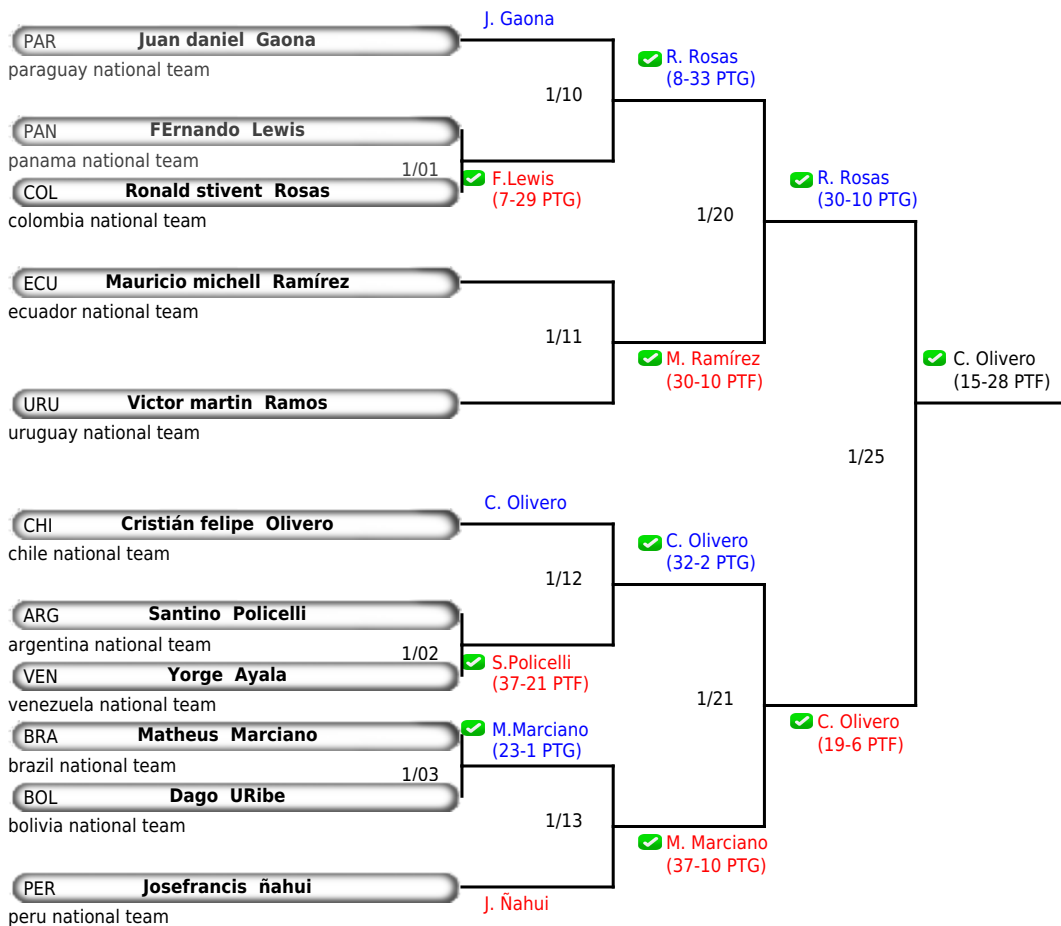 J. Gaona
PAR Juan daniel Gaona
paraguay national team
R. Rosas
(8-33 PTG)
1/10
PAN FErnando Lewis
panama national team
1/01
F.Lewis
(7-29 PTG)
COL Ronald stivent Rosas
colombia national team
R. Rosas
(30-10 PTG)
1/20
ECU Mauricio michell Ramírez
ecuador national team
1/11
M. Ramírez
(30-10 PTF)
C. Olivero
(15-28 PTF)
URU Victor martin Ramos
uruguay national team
1/25
C. Olivero
CHI Cristián felipe Olivero
chile national team
C. Olivero
(32-2 PTG)
1/12
ARG Santino Policelli
argentina national team
1/02
S.Policelli
(37-21 PTF)
VEN Yorge Ayala
venezuela national team
1/21
C. Olivero
(19-6 PTF)
M.Marciano
(23-1 PTG)
BRA Matheus Marciano
brazil national team
1/03
BOL Dago URibe
bolivia national team
1/13
M. Marciano
(37-10 PTG)
PER Josefrancis ñahui
J. Ñahui
peru national team